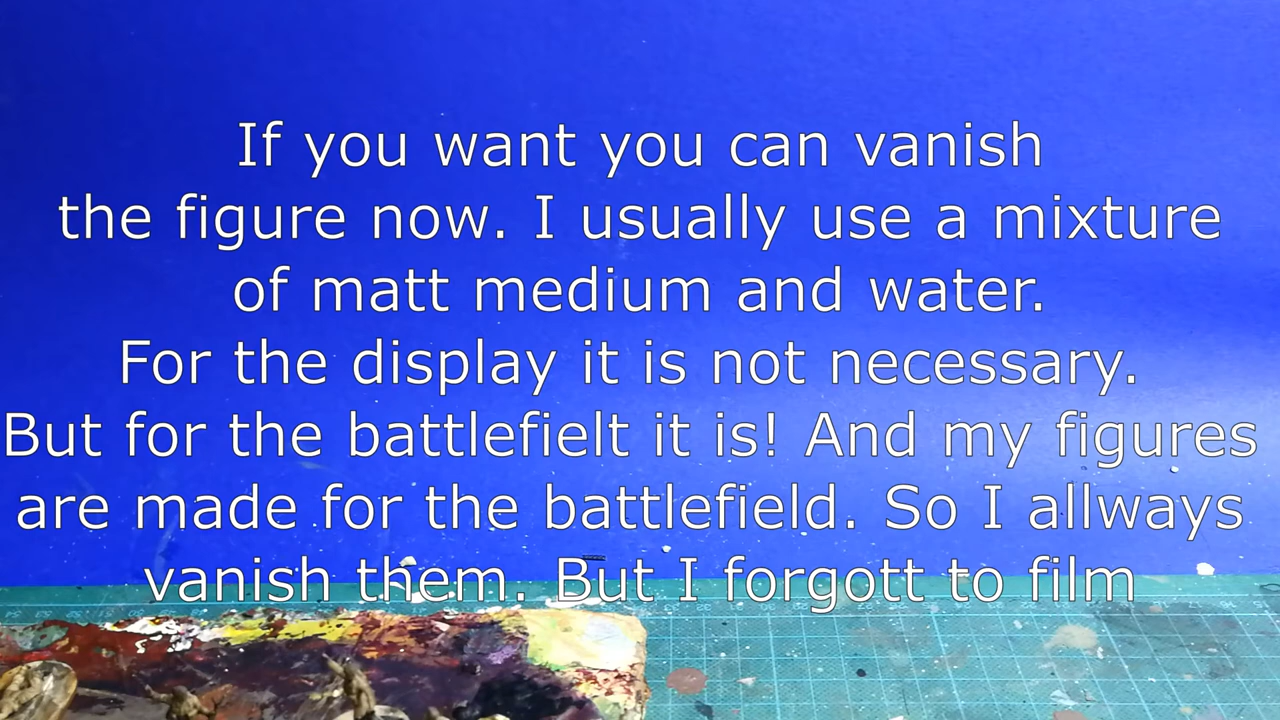 If you want you can vanish
the figure now. I usually use a mixture
of matt medium and water.
For the display it is not necessary.
But for the battlefielt it is! And my figures
are made for the battlefield. So I allways
vanish them. But I forgott to film